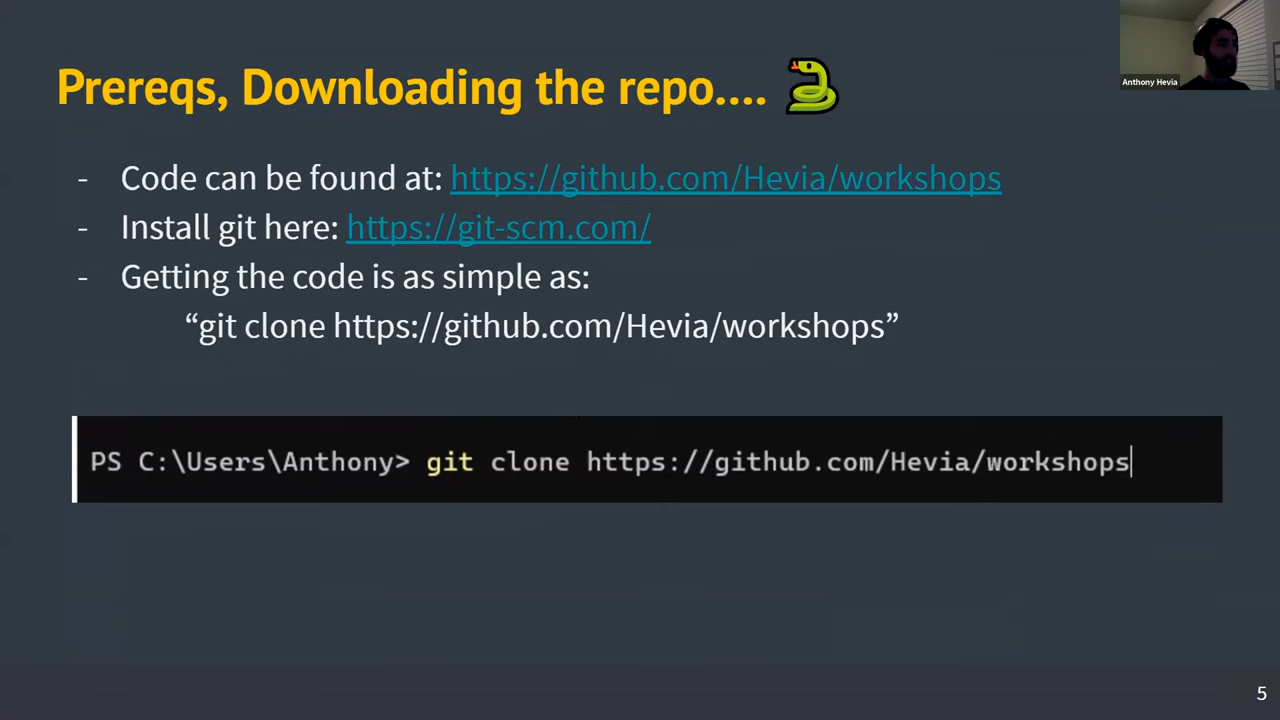 Prereqs, Downloading the repo....
Anthony Hevia
- Code can be found at: https://github.com/Hevia/workshops
- Install git here: https://git-scm.com/
- Getting the code is as simple as:
“git clone https://github.com/Hevia/workshops”
PS C:\Users\Anthony> git clone https://github.com/Hevia/workshops
5